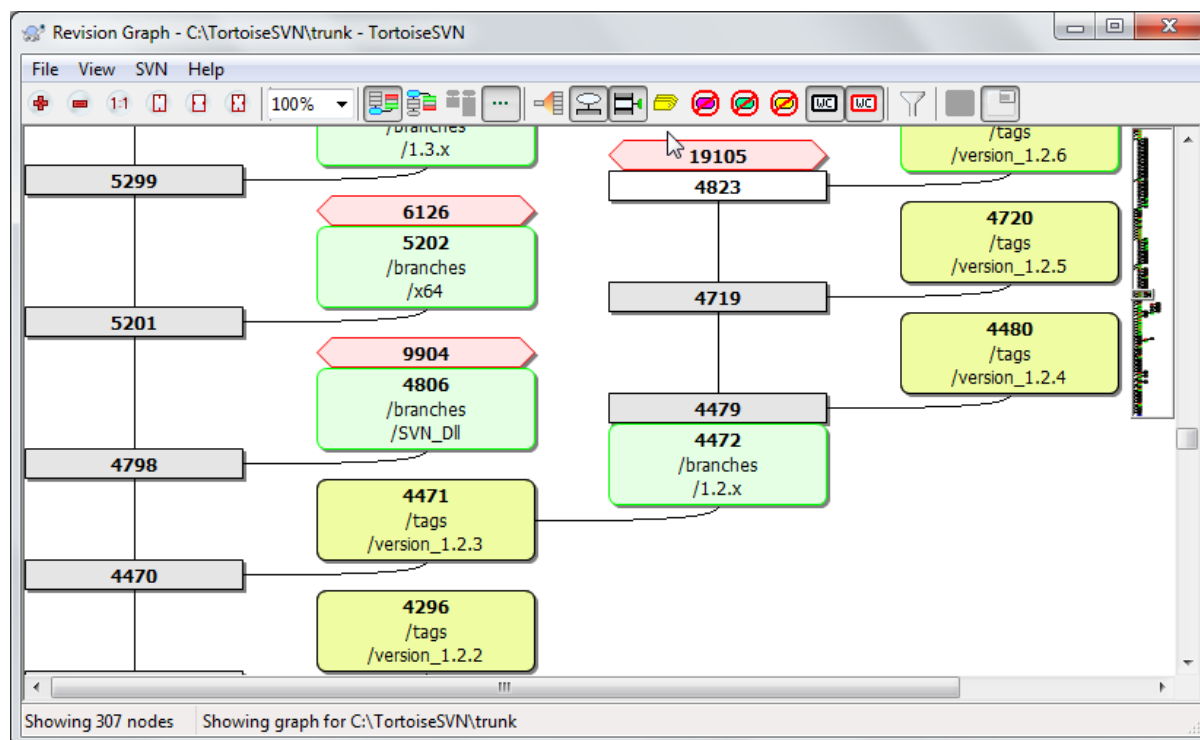 Revision Graph - C:\TortoiseSVN\trunk - TortoiseSVN
File View SVN Help
1:1 100% WC WC
/branches
/1.3.x
5299
6126
5202
/branches
/x64
5201
9904
4806
/branches
/SVN_Dll
4798
4471
/tags
/version_1.2.3
4470
4296
/tags
/version_1.2.2
19105
4823
4719
4479
4472
/branches
/1.2.x
/tags
/version_1.2.6
4720
/tags
/version_1.2.5
4480
/tags
/version_1.2.4
Showing 307 nodes Showing graph for C:\TortoiseSVN\trunk